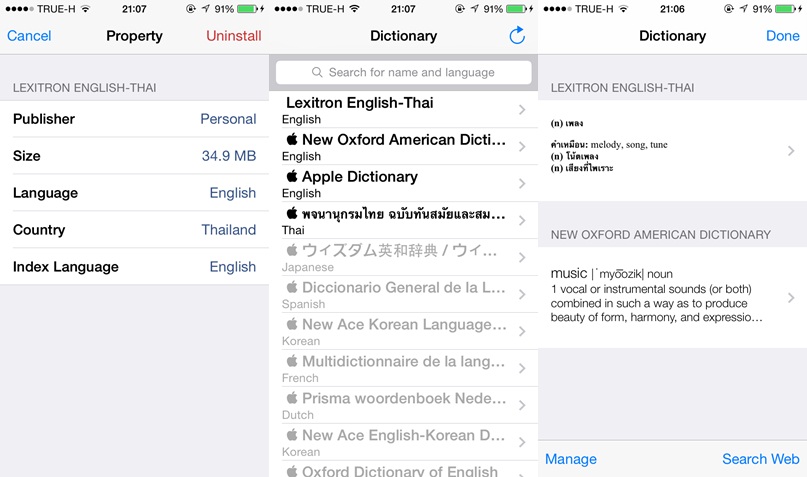 TRUE-H 21:07 91%
Cancel Property Uninstall
LEXITRON ENGLISH-THAI
Publisher Personal
Size 34.9 MB
Language English
Country Thailand
Index Language English
TRUE-H 21:07 91%
Dictionary
Search for name and language
Lexitron English-Thai
English
New Oxford American Dicti...
English
Apple Dictionary
English
พจนานุกรมไทย ฉบับทันสมัยและสม...
Thai
ウィズダム英和辞典 / ウィ...
Japanese
Diccionario General de la L...
Spanish
New Ace Korean Language...
Korean
Multidictionnaire de la lang...
French
Prisma woordenboek Nede...
Dutch
New Ace English-Korean D...
Korean
Oxford Dictionary of English
TRUE-H 21:06 91%
Dictionary Done
LEXITRON ENGLISH-THAI
(n) เพลง
คำเหมือน: melody, song, tune
(n) โน้ตเพลง
(n) เสียงที่ไพเราะ
NEW OXFORD AMERICAN DICTIONARY
music |ˈmyo͞ozik| noun
1 vocal or instrumental sounds (or both)
combined in such a way as to produce
beauty of form, harmony, and expressio...
Manage Search Web